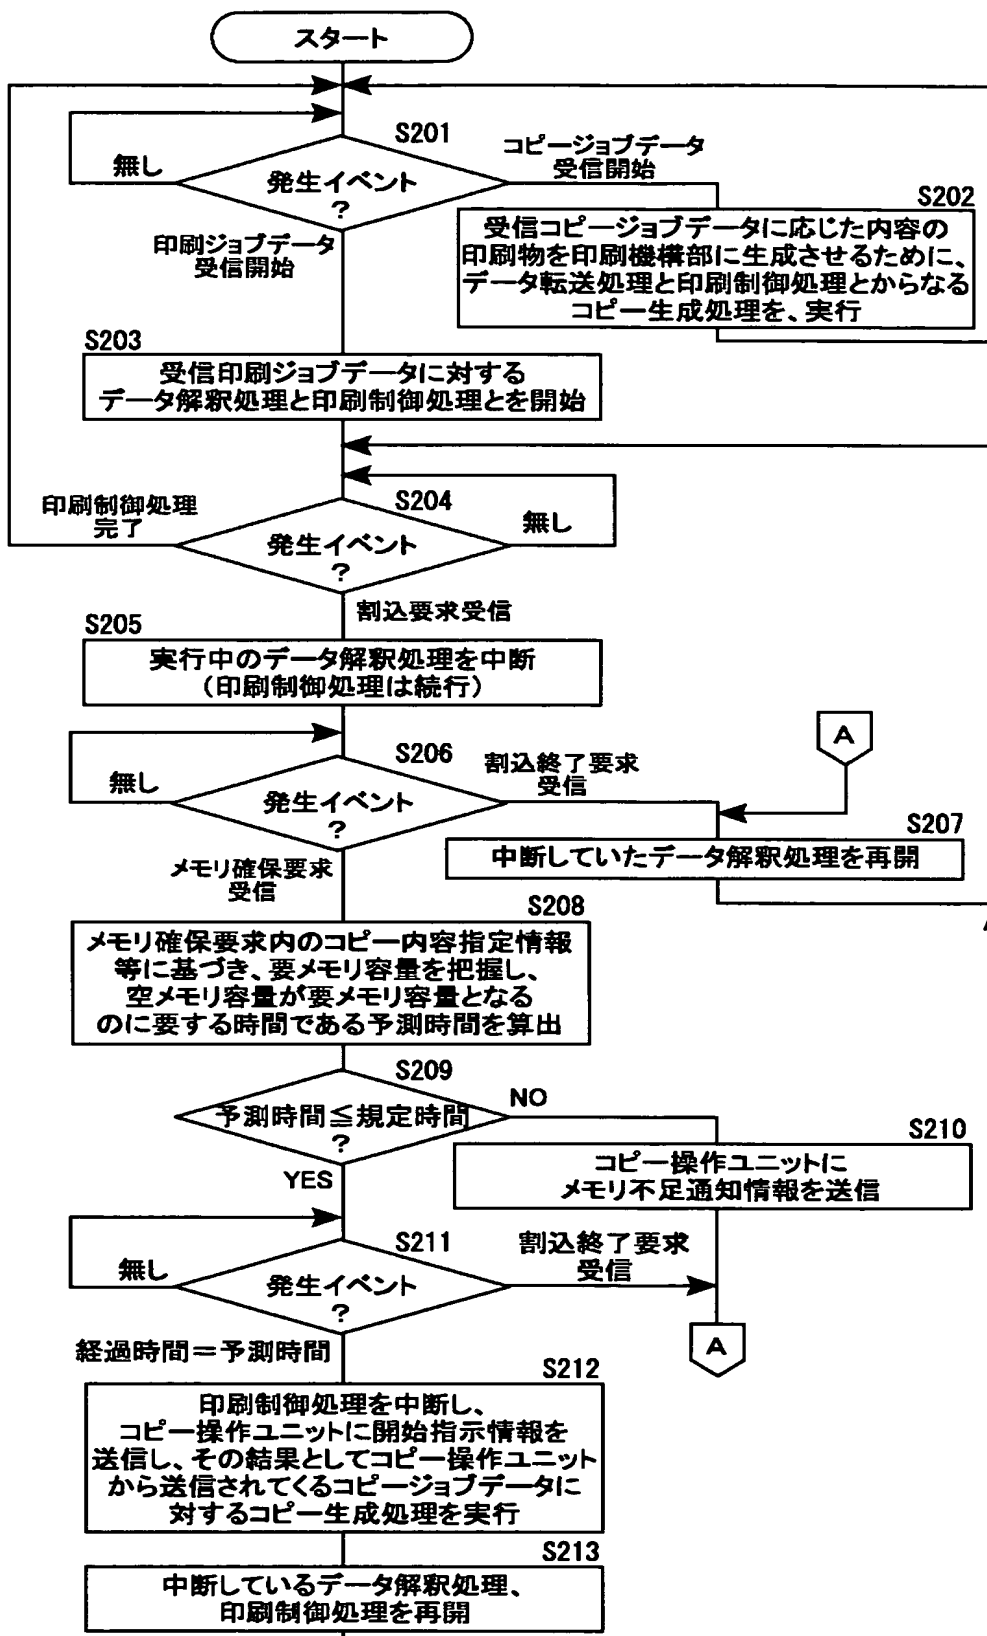 スタート
S201
発生イベント
?
無し
コピージョブデータ
受信開始
印刷ジョブデータ
受信開始
S202
受信コピージョブデータに応じた内容の
印刷物を印刷機構部に生成させるために、
データ転送処理と印刷制御処理とからなる
コピー生成処理を、実行
S203
受信印刷ジョブデータに対する
データ解釈処理と印刷制御処理とを開始
S204
発生イベント
?
印刷制御処理
完了
無し
割込要求受信
S205
実行中のデータ解釈処理を中断
(印刷制御処理は続行)
A
S206
発生イベント
?
無し
割込終了要求
受信
S207
中断していたデータ解釈処理を再開
メモリ確保要求
受信
S208
メモリ確保要求内のコピー内容指定情報
等に基づき、要メモリ容量を把握し、
空メモリ容量が要メモリ容量となる
のに要する時間である予測時間を算出
S209
予測時間≦規定時間
?
NO
YES
S210
コピー操作ユニットに
メモリ不足通知情報を送信
S211
発生イベント
?
無し
割込終了要求
受信
A
経過時間=予測時間
S212
印刷制御処理を中断し、
コピー操作ユニットに開始指示情報を
送信し、その結果としてコピー操作ユニット
から送信されてくるコピージョブデータに
対するコピー生成処理を実行
S213
中断しているデータ解釈処理、
印刷制御処理を再開